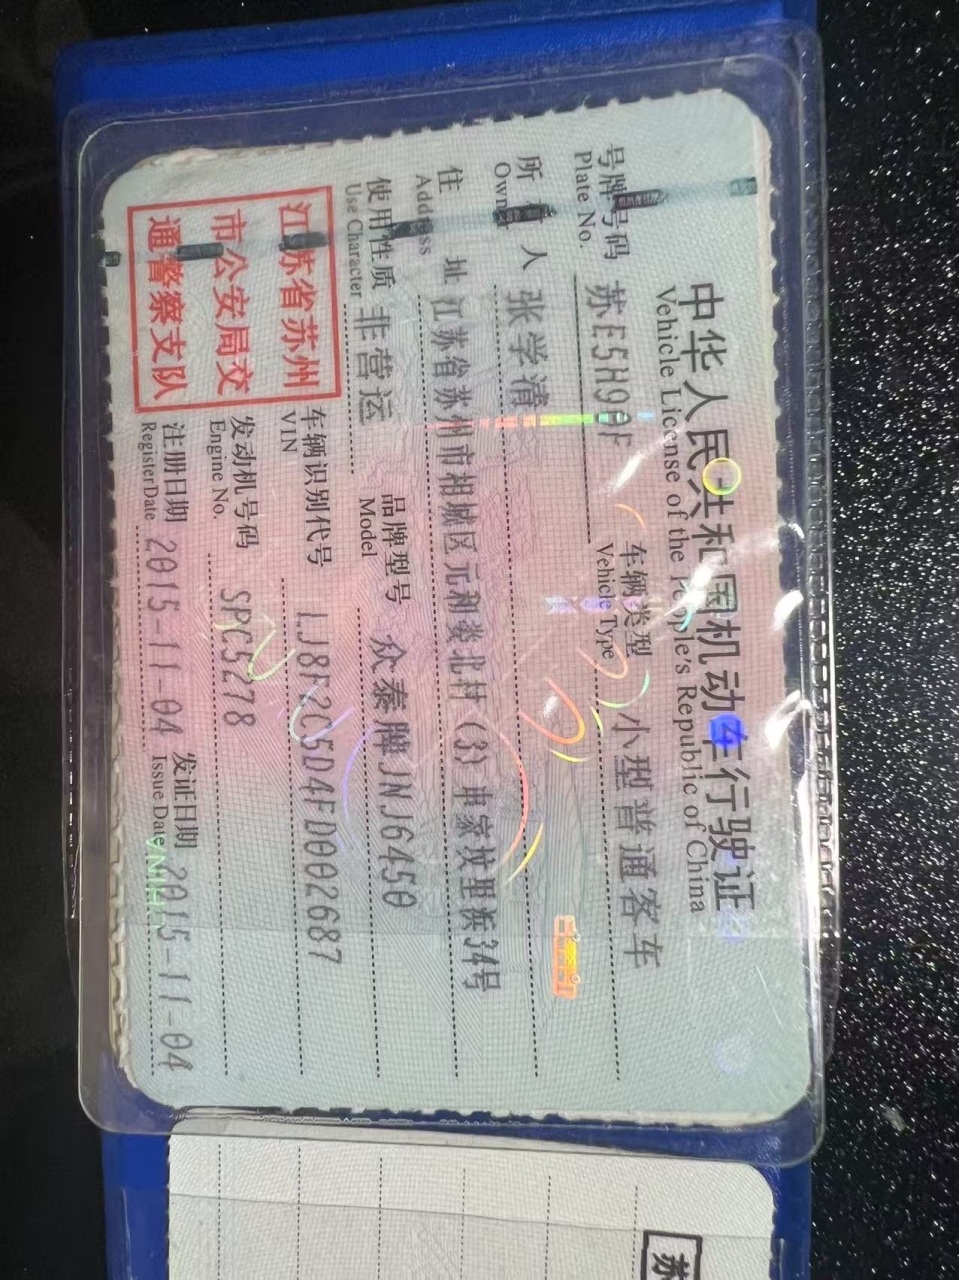 中华人民共和国机动车行驶证
Vehicle License of the People's Republic of China
号牌号码 苏E5H99F 车辆类型 小型普通客车
Plate No. Vehicle Type
所有人 张学清
Owner
住址 江苏省苏州市相城区元和娄北村(3) 家坟里浜34号
Address
使用性质 非营运 品牌型号 众泰牌JNJ6450
Use Character Model
江苏省苏州
市公安局交
通警察支队
车辆识别代号 LJ8F2C5D4FD002687
VIN
发动机号码 SPC5278
Engine No.
注册日期 2015-11-04 发证日期 2015-11-04
Register Date Issue Date
苏